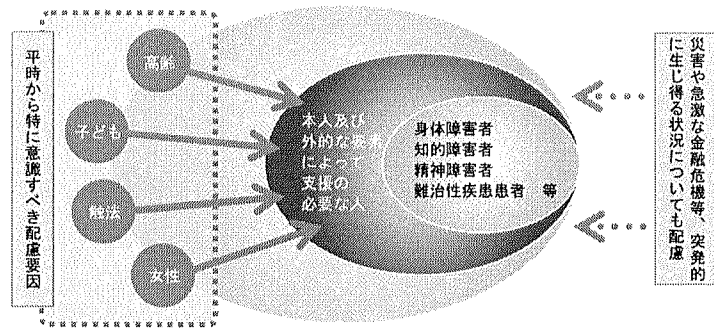 平時から特に意識すべき配慮要因
高齢
子ども
触法
女性
本人及び
外的な要素
によって
支援の
必要な人
身体障害者
知的障害者
精神障害者
難治性疾患患者 等
災害や急激な金融危機等、突発的
に生じ得る状況についても配慮